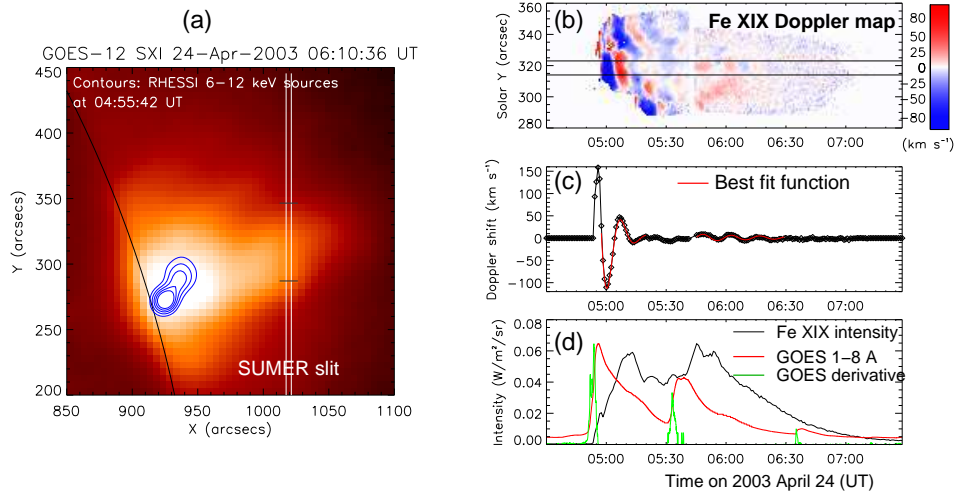 (a)
GOES-12 SXI 24-Apr-2003 06:10:36 UT
Contours: RHESSI 6-12 keV sources
at 04:55:42 UT
SUMER slit
450
400
350
300
250
200
Y (arcsecs)
850 900 950 1000 1050 1100
X (arcsecs)
(b) Fe XIX Doppler map
360
340
320
300
280
Solar Y (arcsec)
05:00 05:30 06:00 06:30 07:00
80
50
20
0
-20
-50
-80
(km s⁻¹)
(c) Best fit function
150
100
50
0
-50
-100
Doppler shift (km s⁻¹)
05:00 05:30 06:00 06:30 07:00
(d) Fe XIX intensity
GOES 1–8 A
GOES derivative
0.08
0.06
0.04
0.02
0.00
Intensity (W/m²/sr)
05:00 05:30 06:00 06:30 07:00
Time on 2003 April 24 (UT)